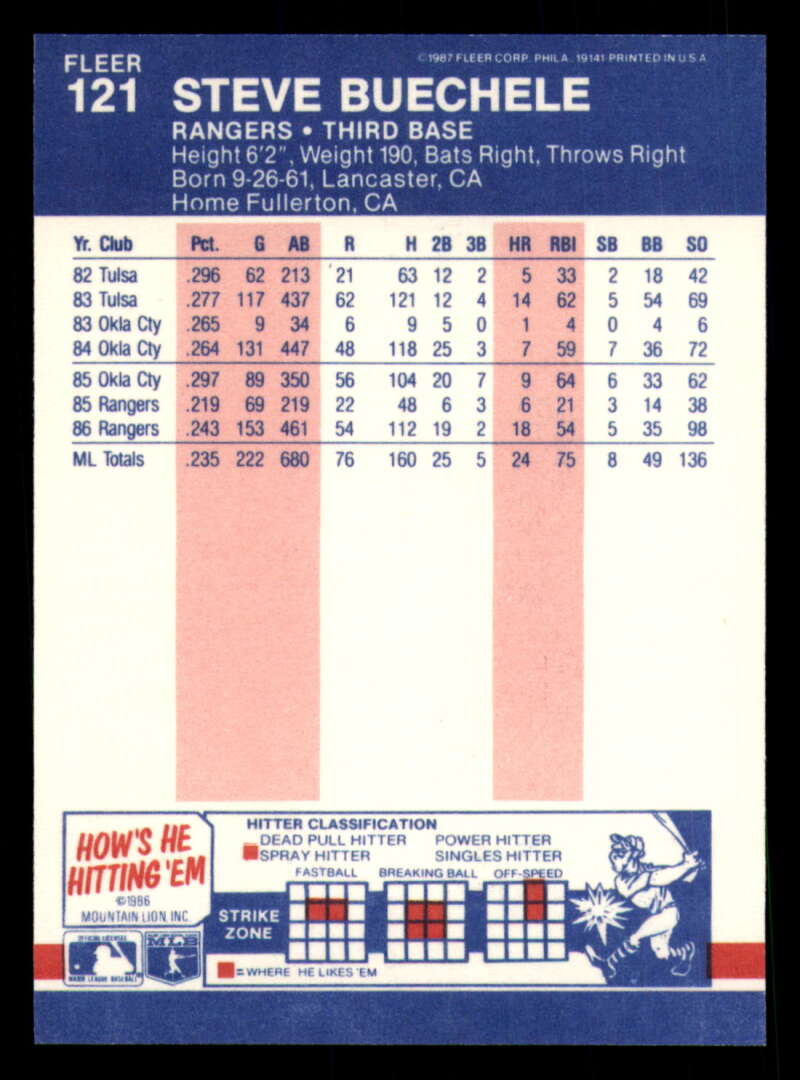 FLEER
©1987 FLEER CORP. PHILA. 19141 PRINTED IN U S A
121 STEVE BUECHELE
RANGERS • THIRD BASE
Height 6'2", Weight 190, Bats Right, Throws Right
Born 9-26-61, Lancaster, CA
Home Fullerton, CA
Yr. Club Pct. G AB R H 2B 3B HR RBI SB BB SO
82 Tulsa .296 62 213 21 63 12 2 5 33 2 18 42
83 Tulsa .277 117 437 62 121 12 4 14 62 5 54 69
83 Okla Cty .265 9 34 6 9 5 0 1 4 0 4 6
84 Okla Cty .264 131 447 48 118 25 3 7 59 7 36 72
85 Okla Cty .297 89 350 56 104 20 7 9 64 6 33 62
85 Rangers .219 69 219 22 48 6 3 6 21 3 14 38
86 Rangers .243 153 461 54 112 19 2 18 54 5 35 98
ML Totals .235 222 680 76 160 25 5 24 75 8 49 136
HOW'S HE
HITTING 'EM
©1986
MOUNTAIN LION, INC.
HITTER CLASSIFICATION
DEAD PULL HITTER POWER HITTER
SPRAY HITTER SINGLES HITTER
FASTBALL BREAKING BALL OFF-SPEED
STRIKE
ZONE
=WHERE HE LIKES 'EM
OFFICIAL LICENSEE
MAJOR LEAGUE BASEBALL
MLB